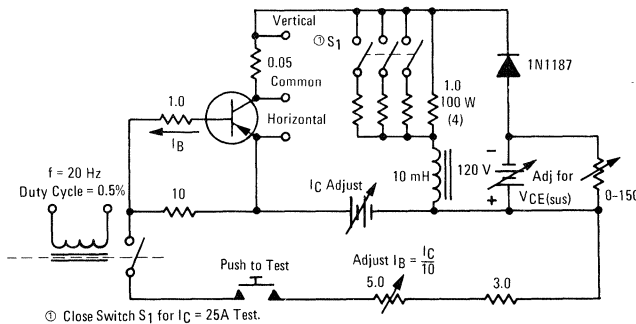 Vertical
① S1
0.05
1N1187
Common
1.0
100 W
(4)
1.0
IB
Horizontal
f = 20 Hz
Duty Cycle = 0.5%
10
IC Adjust
10 mH
120 V
−
+
Adj for
VCE(sus)
0-150
Push to Test
Adjust IB = IC/10
5.0
3.0
① Close Switch S1 for IC = 25A Test.